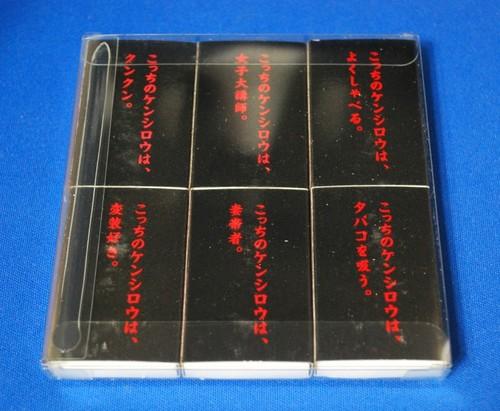 こっちのケンシロウは、
よくしゃべる。
こっちのケンシロウは、
女子大講師。
こっちのケンシロウは、
タンクン。
こっちのケンシロウは、
タバコを吸う。
こっちのケンシロウは、
妻帯者。
こっちのケンシロウは、
変装好き。